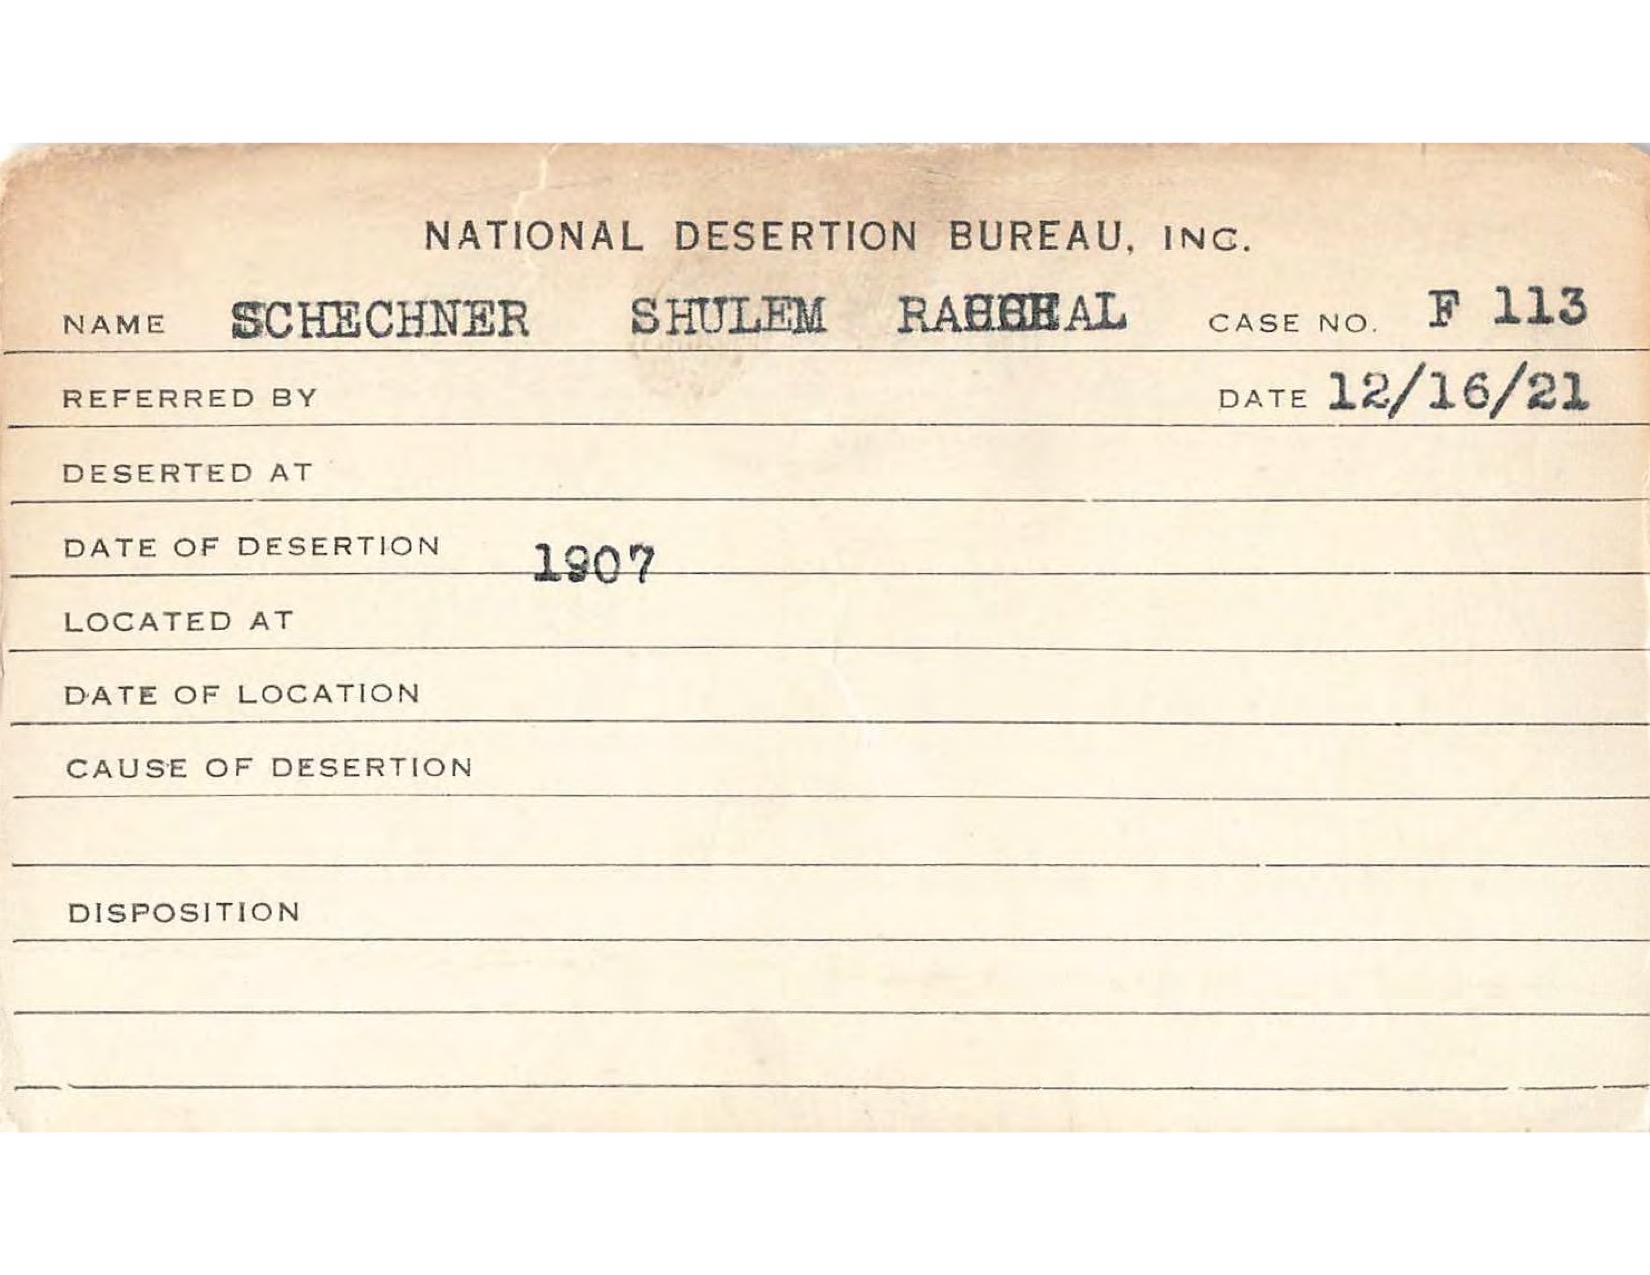 NATIONAL DESERTION BUREAU, INC.
NAME SCHECHNER SHULEM CASE NO. F 113
REFERRED BY DATE 12/16/21
DESERTED AT
DATE OF DESERTION 1907
LOCATED AT
DATE OF LOCATION
CAUSE OF DESERTION
DISPOSITION